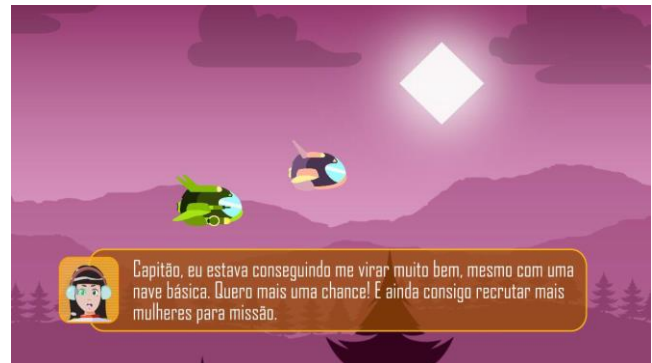 Capitão, eu estava conseguindo me virar muito bem, mesmo com uma
nave básica. Quero mais uma chance! E ainda consigo recrutar mais
mulheres para missão.